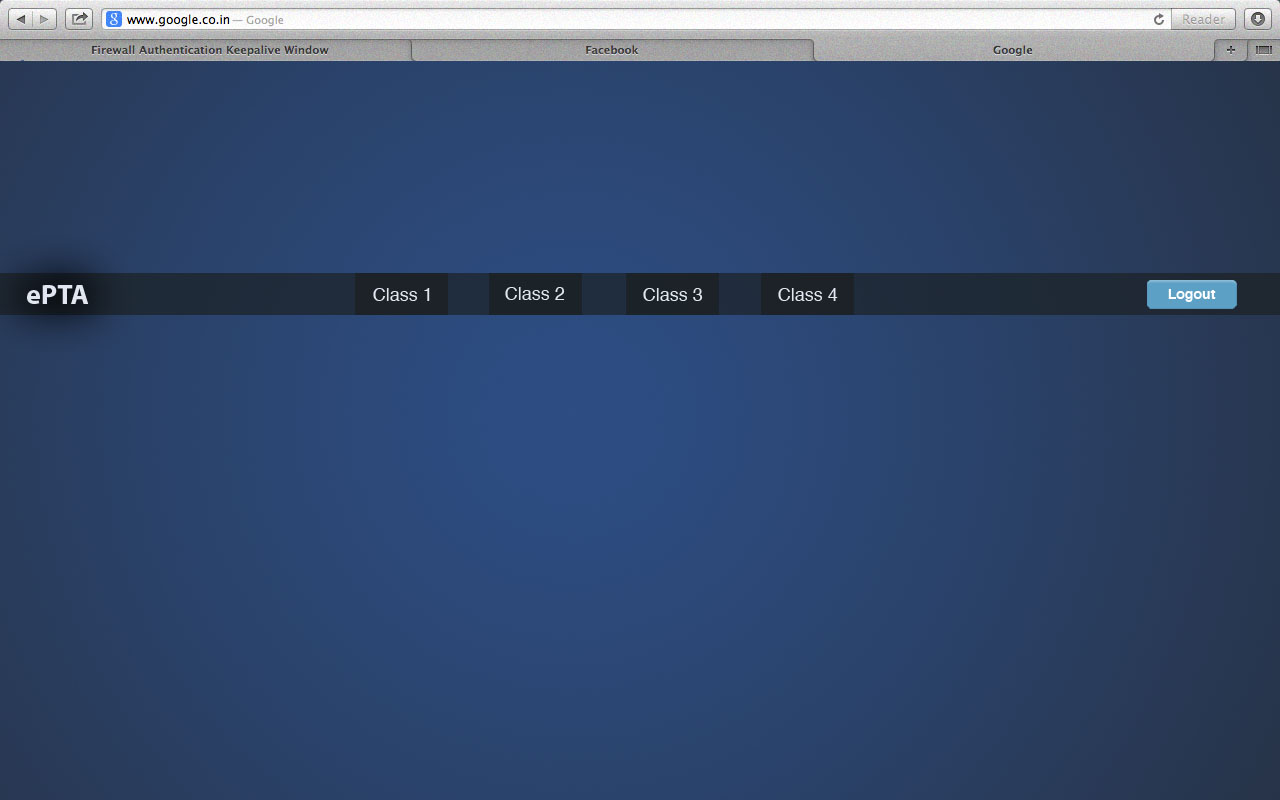 www.google.co.in — Google
Reader
Firewall Authentication Keepalive Window
Facebook
Google
ePTA
Class 1
Class 2
Class 3
Class 4
Logout